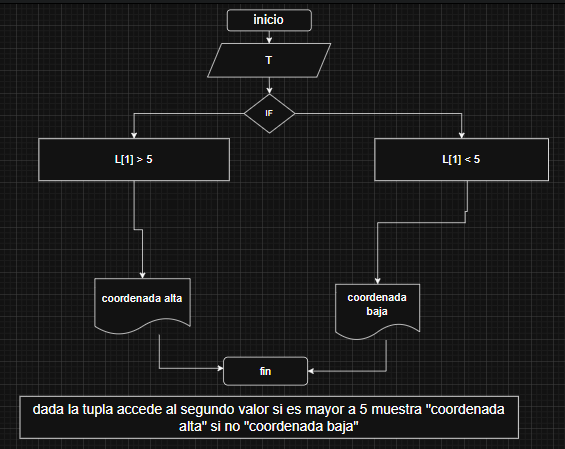 inicio
T
IF
L[1] > 5
L[1] < 5
coordenada alta
coordenada
baja
fin
dada la tupla accede al segundo valor si es mayor a 5 muestra "coordenada
alta" si no "coordenada baja"